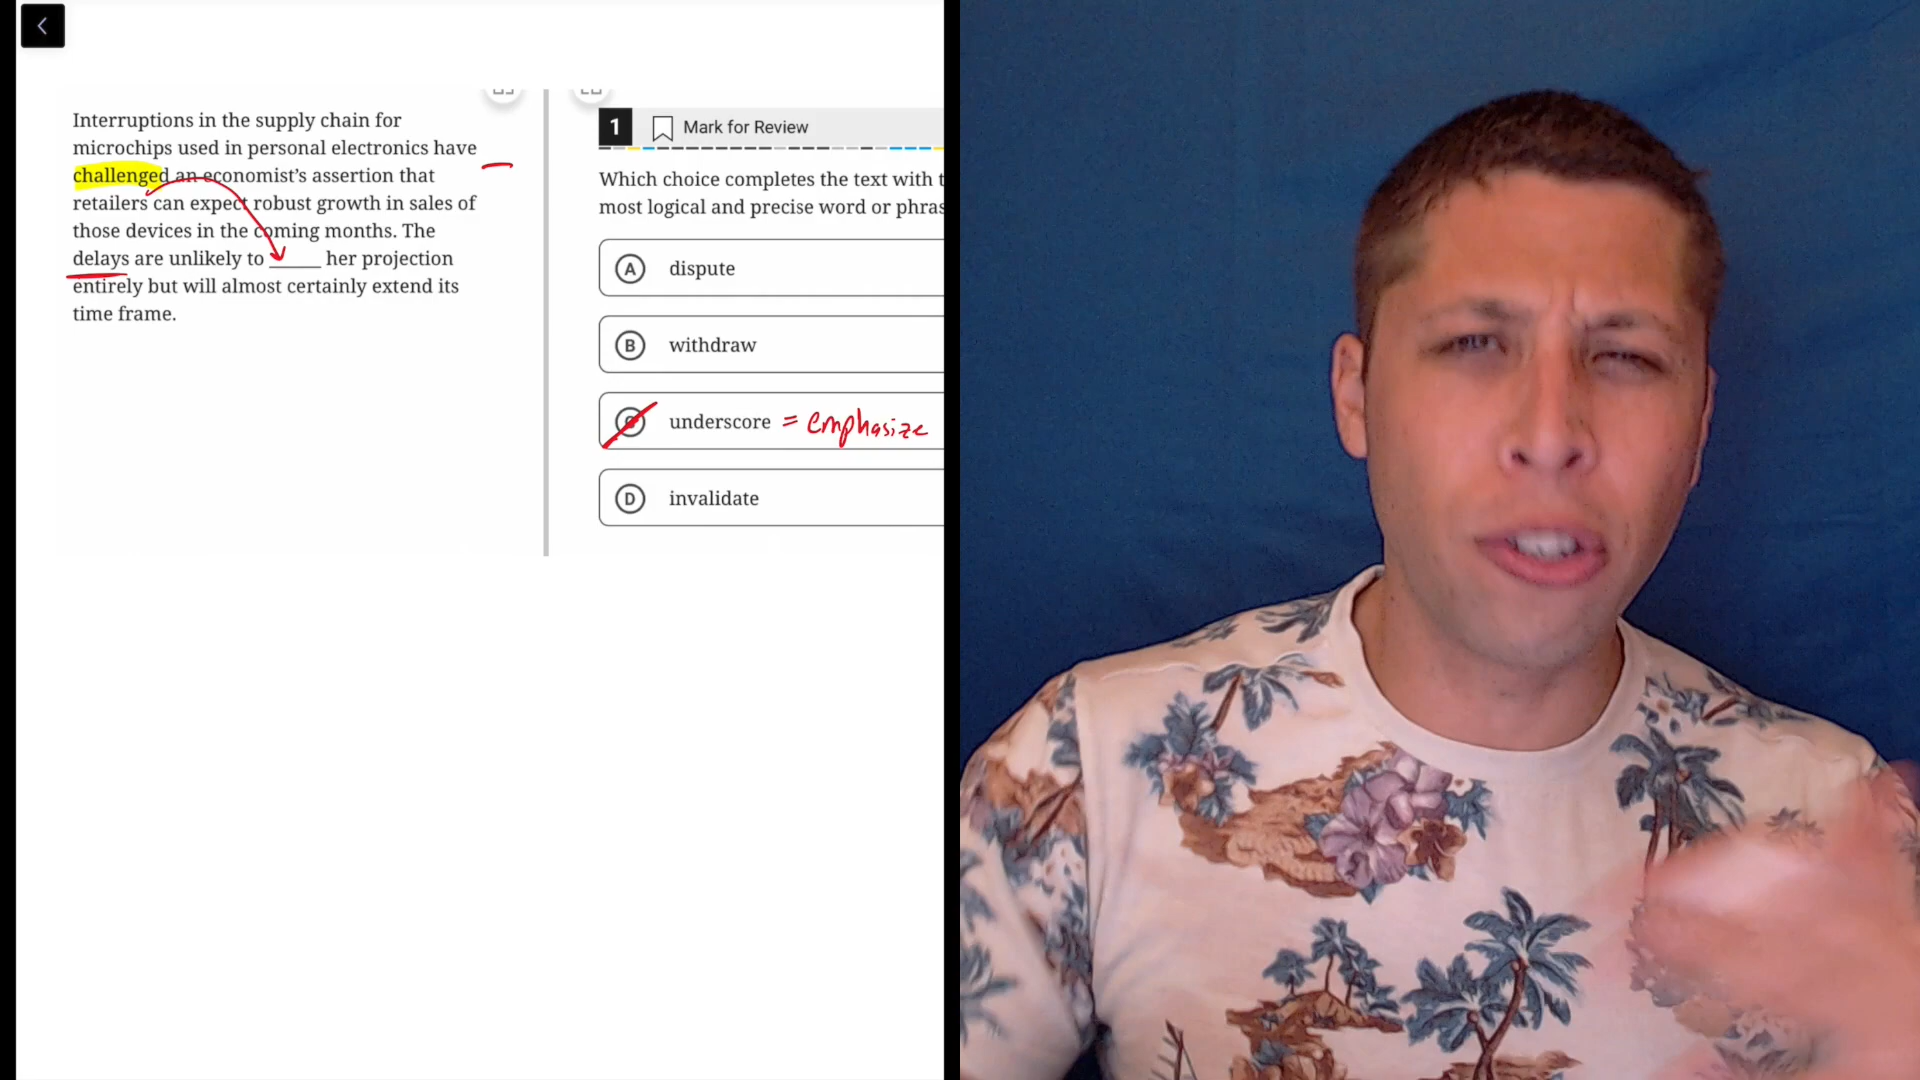 Interruptions in the supply chain for
microchips used in personal electronics have
challenged an economist's assertion that
retailers can expect robust growth in sales of
those devices in the coming months. The
delays are unlikely to ______ her projection
entirely but will almost certainly extend its
time frame.
1 Mark for Review
Which choice completes the text with t
most logical and precise word or phras
A dispute
B withdraw
C underscore = emphasize
D invalidate